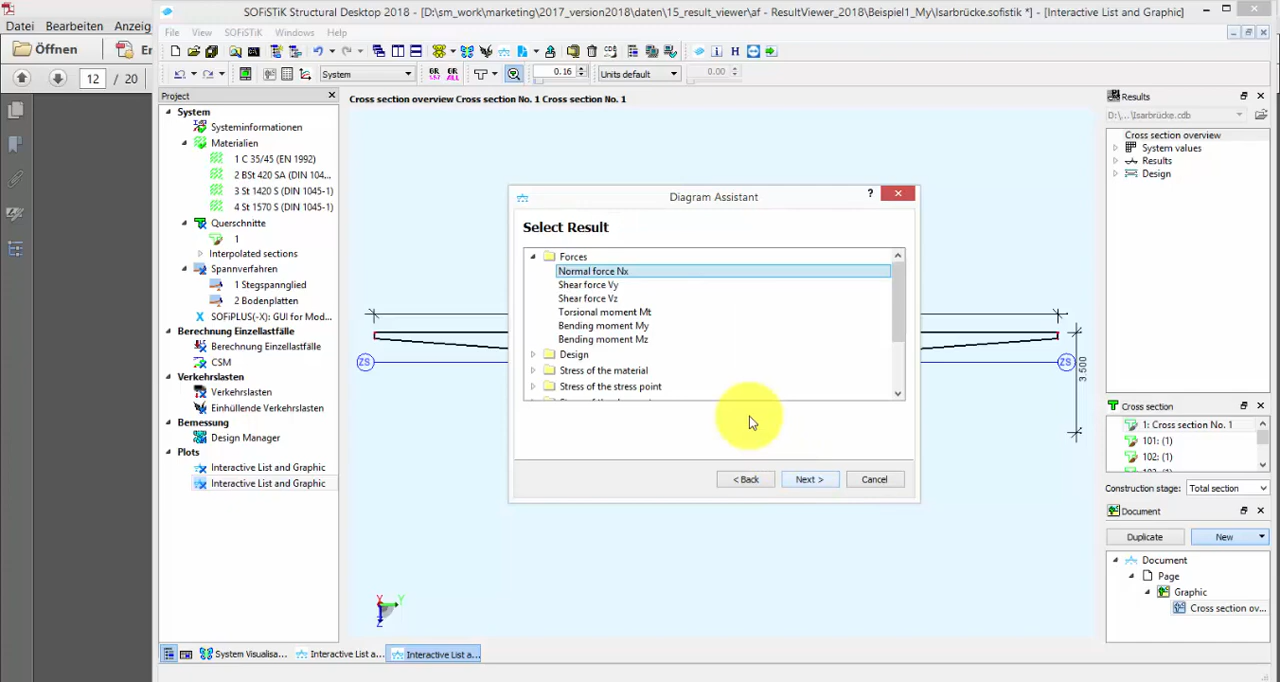 SOFiSTiK Structural Desktop 2018 - [D:\sm_work\marketing\2017_version2018\daten\15_result_viewer\af - ResultViewer_2018\Beispiel1_My\Isarbrücke.sofistik *] - [Interactive List and Graphic]
Datei Bearbeiten Anzeig
File View SOFiSTiK Windows Help
Öffnen
12 / 20
System
0.16
Units default
0.00
Project
System
Systeminformationen
Materialien
1 C 35/45 (EN 1992)
2 BSt 420 SA (DIN 104...
3 St 1420 S (DIN 1045-1)
4 St 1570 S (DIN 1045-1)
Querschnitte
1
Interpolated sections
Spannverfahren
1 Stegspannglied
2 Bodenplatten
SOFiPLUS(-X): GUI for Mod...
Berechnung Einzellastfälle
Berechnung Einzellastfälle
CSM
Verkehrslasten
Verkehrslasten
Einhüllende Verkehrslasten
Bemessung
Design Manager
Plots
Interactive List and Graphic
Interactive List and Graphic
Cross section overview Cross section No. 1 Cross section No. 1
Diagram Assistant
?
Select Result
Forces
Normal force Nx
Shear force Vy
Shear force Vz
Torsional moment Mt
Bending moment My
Bending moment Mz
Design
Stress of the material
Stress of the stress point
< Back Next > Cancel
ZS
ZS
3.500
X Y
Z
System Visualisa... Interactive List a... Interactive List a...
Results
D:\...\Isarbrücke.cdb
Cross section overview
System values
Results
Design
Cross section
1: Cross section No. 1
101: (1)
102: (1)
Construction stage: Total section
Document
Duplicate New
Document
Page
Graphic
Cross section ov...